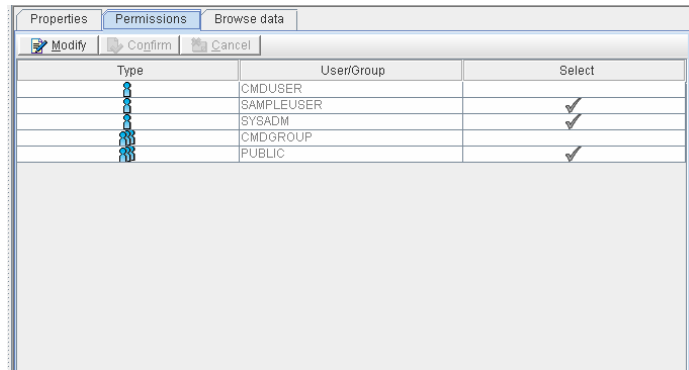 Properties Permissions Browse data
Modify Confirm Cancel
Type User/Group Select
CMDUSER
SAMPLEUSER
SYSADM
CMDGROUP
PUBLIC